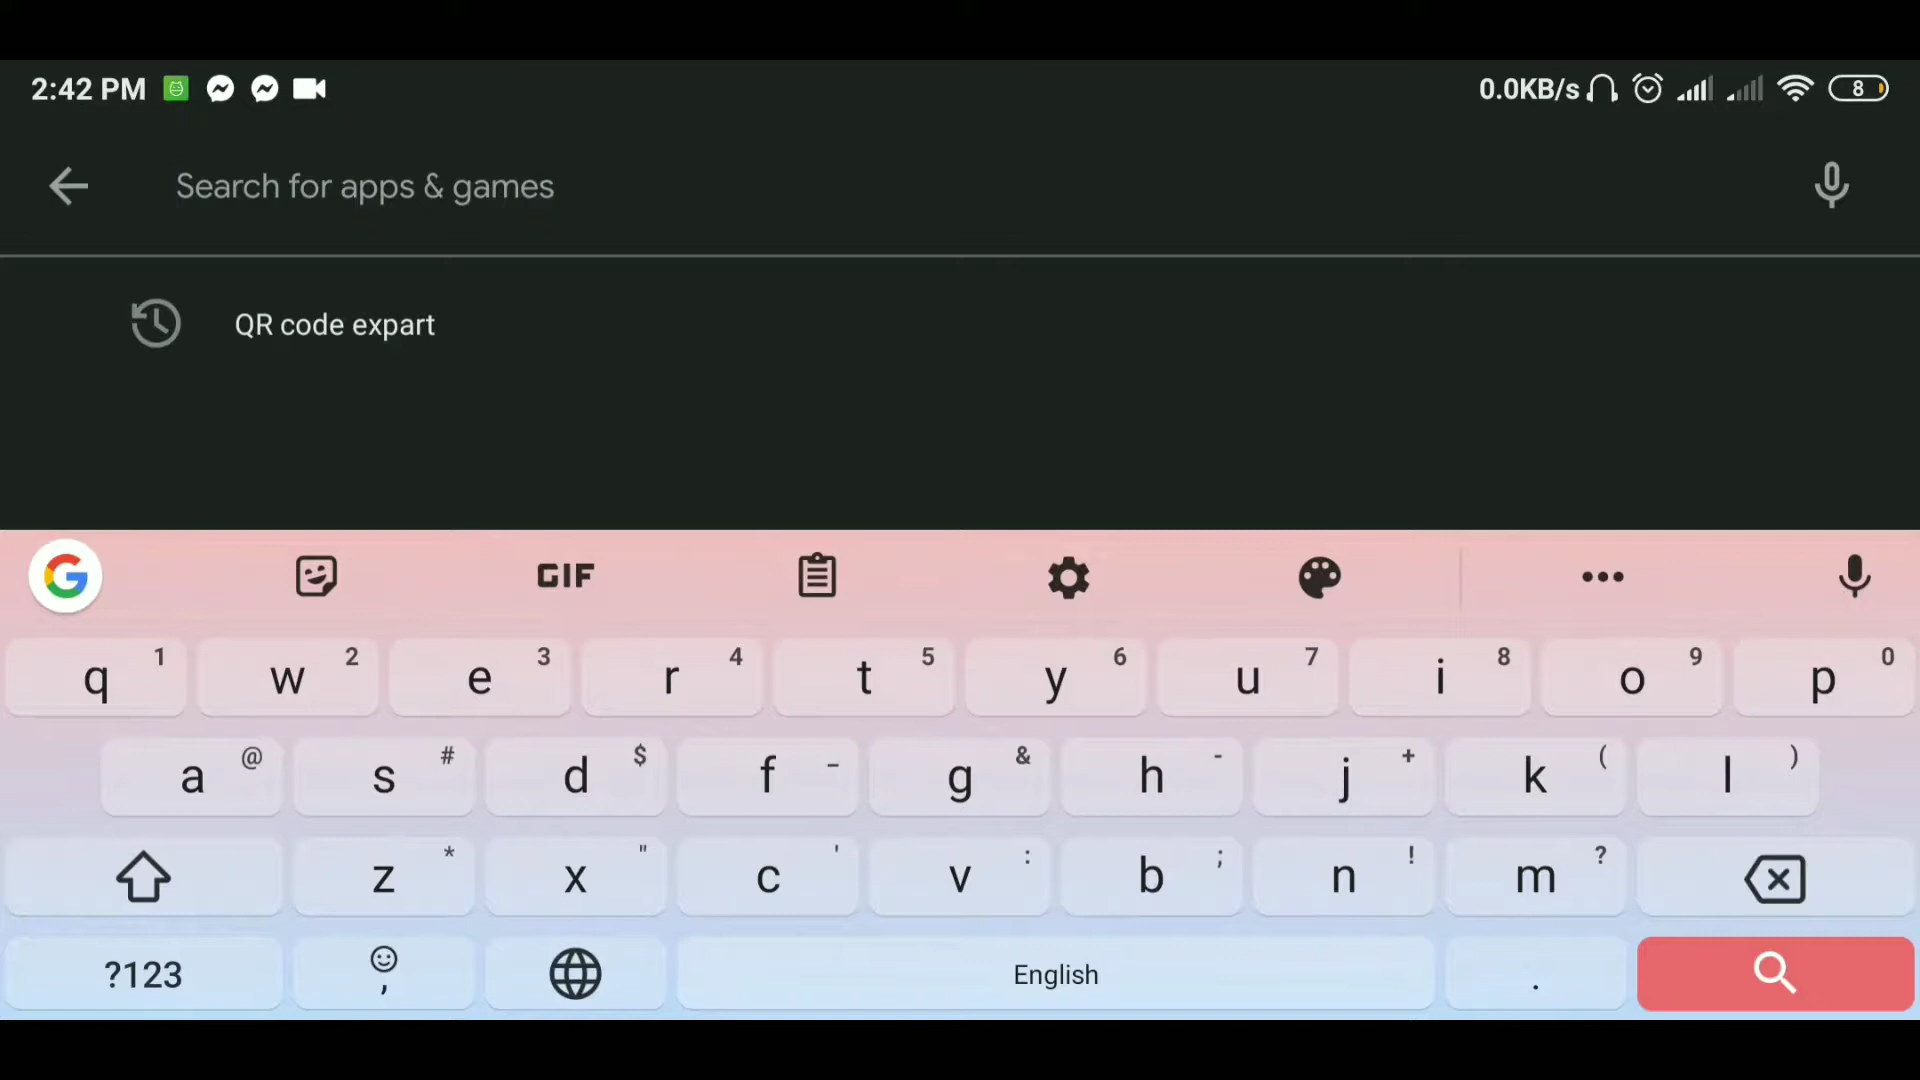 2:42 PM 0.0KB/s 8
Search for apps & games
QR code expart
G GIF
q 1 w 2 e 3 r 4 t 5 y 6 u 7 i 8 o 9 p 0
a @ s # d $ f _ g & h - j + k ( l )
z * x " c ' v : b ; n ! m ?
?123 , English .